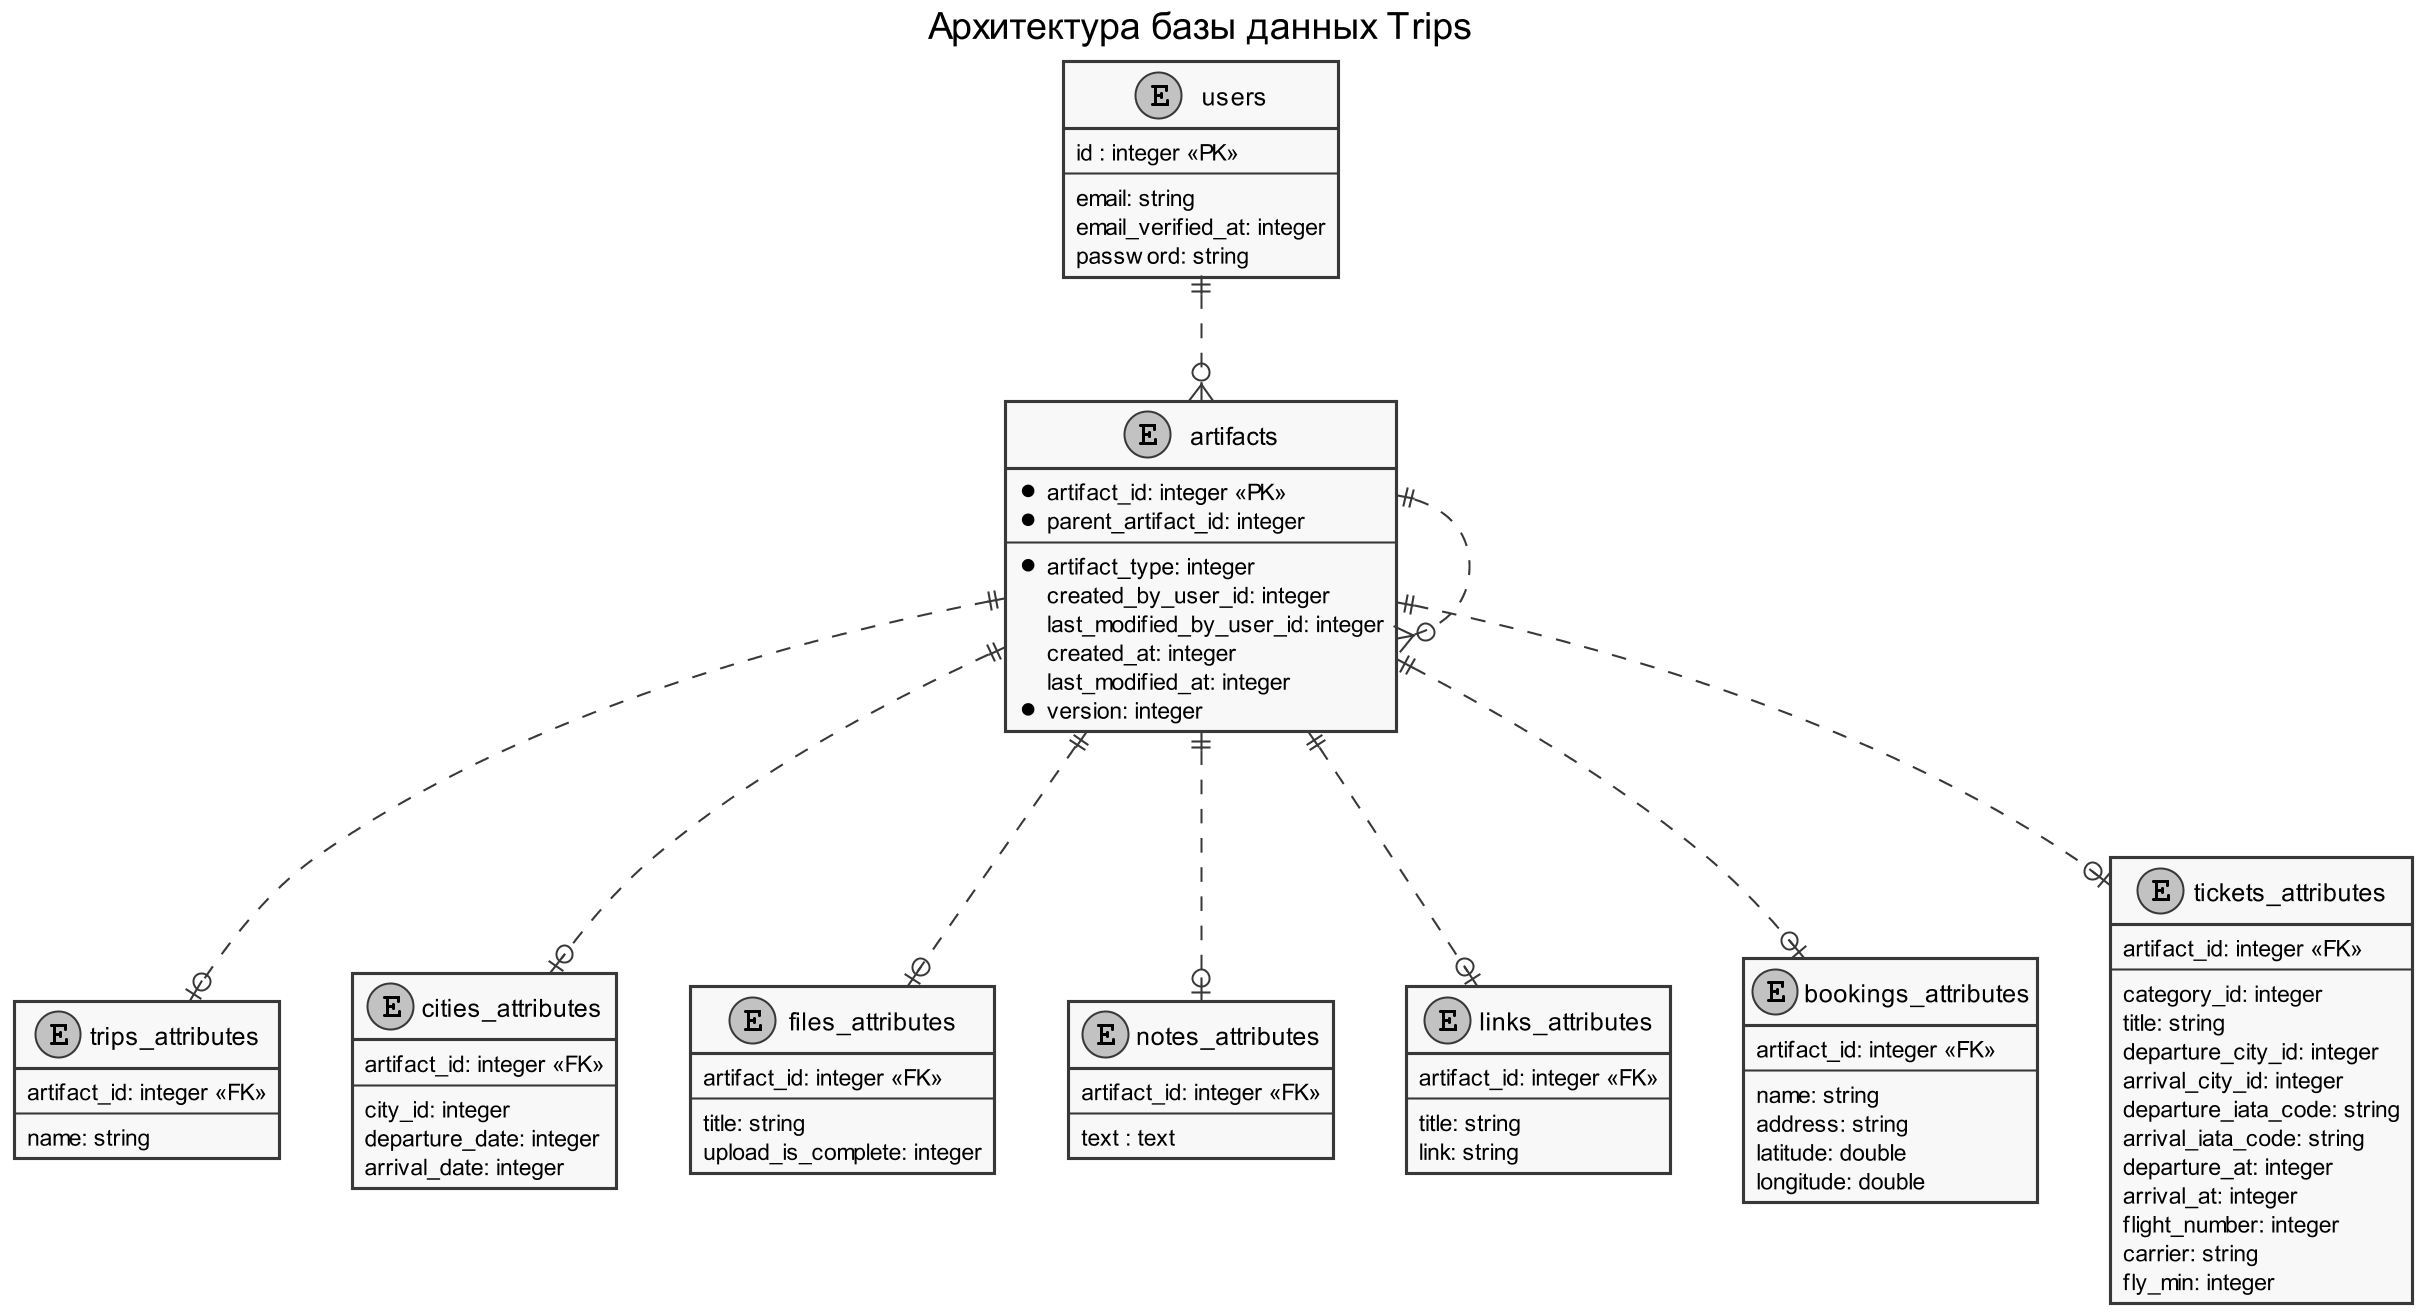 Архитектура базы данных Trips
E users
id : integer «PK»
email: string
email_verified_at: integer
password: string
E artifacts
artifact_id: integer «PK»
parent_artifact_id: integer
artifact_type: integer
created_by_user_id: integer
last_modified_by_user_id: integer
created_at: integer
last_modified_at: integer
version: integer
E trips_attributes
artifact_id: integer «FK»
name: string
E cities_attributes
artifact_id: integer «FK»
city_id: integer
departure_date: integer
arrival_date: integer
E files_attributes
artifact_id: integer «FK»
title: string
upload_is_complete: integer
E notes_attributes
artifact_id: integer «FK»
text : text
E links_attributes
artifact_id: integer «FK»
title: string
link: string
E bookings_attributes
artifact_id: integer «FK»
name: string
address: string
latitude: double
longitude: double
E tickets_attributes
artifact_id: integer «FK»
category_id: integer
title: string
departure_city_id: integer
arrival_city_id: integer
departure_iata_code: string
arrival_iata_code: string
departure_at: integer
arrival_at: integer
flight_number: integer
carrier: string
fly_min: integer